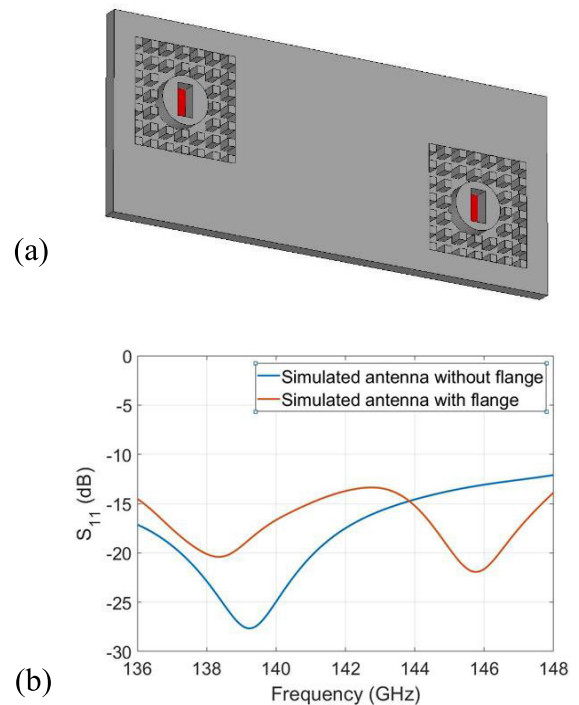 (a)
0
-5
-10
-15
-20
-25
-30
S11 (dB)
Simulated antenna without flange
Simulated antenna with flange
136 138 140 142 144 146 148
Frequency (GHz)
(b)